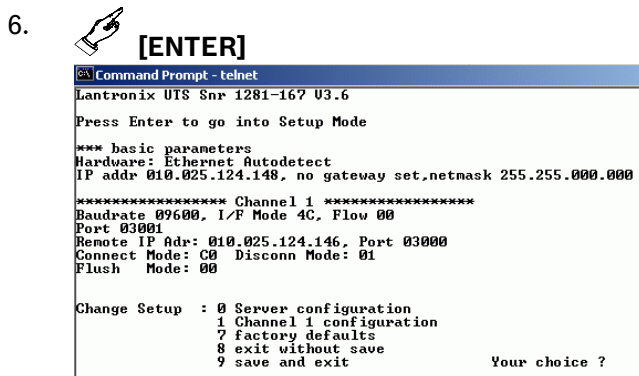 6.
[ENTER]
Command Prompt - telnet
Lantronix UTS Snr 1281-167 V3.6
Press Enter to go into Setup Mode
*** basic parameters
Hardware: Ethernet Autodetect
IP addr 010.025.124.148, no gateway set,netmask 255.255.000.000
***************** Channel 1 *****************
Baudrate 09600, I/F Mode 4C, Flow 00
Port 03001
Remote IP Adr: 010.025.124.146, Port 03000
Connect Mode: C0  Disconn Mode: 01
Flush   Mode: 00
Change Setup  : 0 Server configuration
1 Channel 1 configuration
7 factory defaults
8 exit without save
9 save and exit Your choice ?